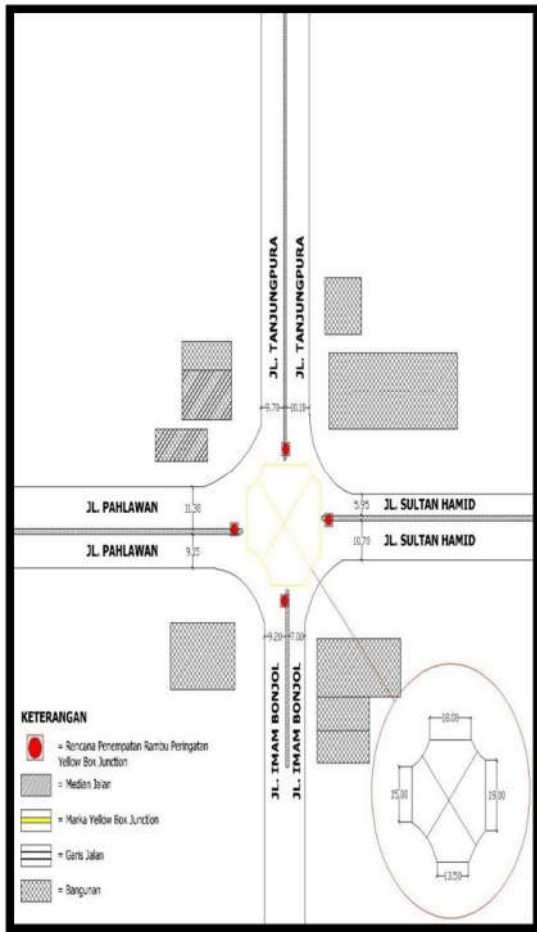 JL. TANJUNGPURA
JL. TANJUNGPURA
9.70
10.10
JL. PAHLAWAN
11.30
5.95
JL. SULTAN HAMID
JL. PAHLAWAN
9.15
10.70
JL. SULTAN HAMID
9.20
7.00
JL. IMAM BONJOL
JL. IMAM BONJOL
KETERANGAN
= Rencana Penempatan Rambu Peringatan
Yellow Box Junction
= Median Jalan
= Marka Yellow Box Junction
= Garis Jalan
= Bangunan
18.00
15.00
19.00
13.50